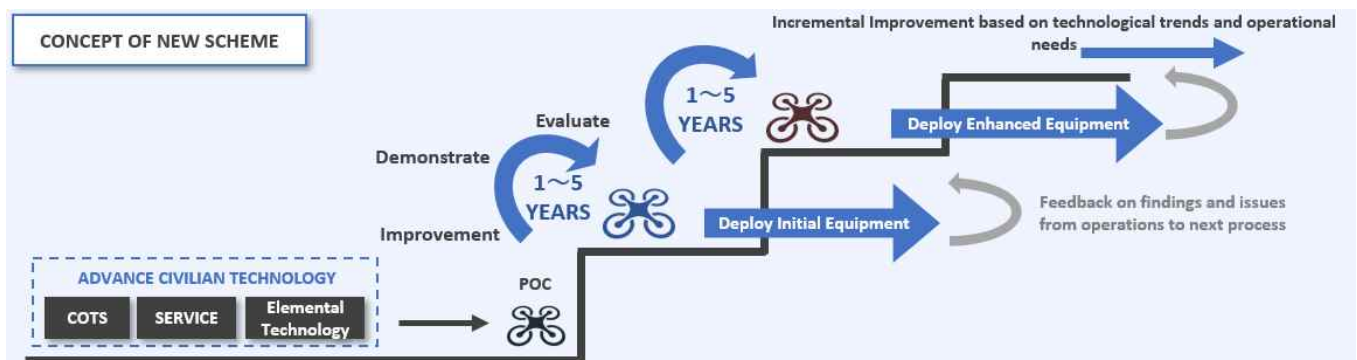 CONCEPT OF NEW SCHEME
Incremental Improvement based on technological trends and operational
needs
1～5
YEARS
Deploy Enhanced Equipment
Evaluate
Demonstrate
1～5
YEARS
Improvement
Deploy Initial Equipment
Feedback on findings and issues
from operations to next process
ADVANCE CIVILIAN TECHNOLOGY
COTS
SERVICE
Elemental
Technology
POC